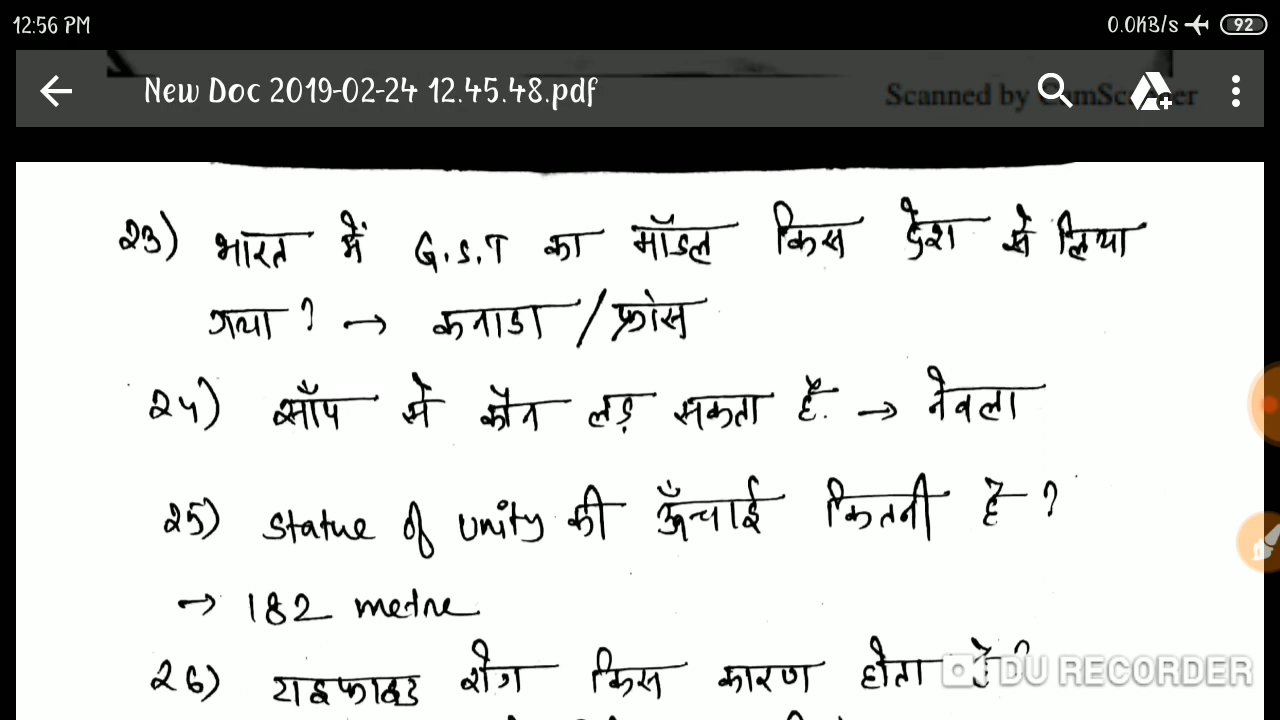 12:56 PM
0.0KB/s 92
New Doc 2019-02-24 12.45.48.pdf
Scanned by CamScanner
23) भारत में G.S.T का मॉडल किस देश से लिया
गया? → कनाडा / फ्रांस
24) साँप से कौन लड़ सकता है. → नेवला
25) Statue of unity की ऊँचाई कितनी है ?
→ 182 metre
26) टाइफाइड रोग किस कारण होता है?
DU RECORDER